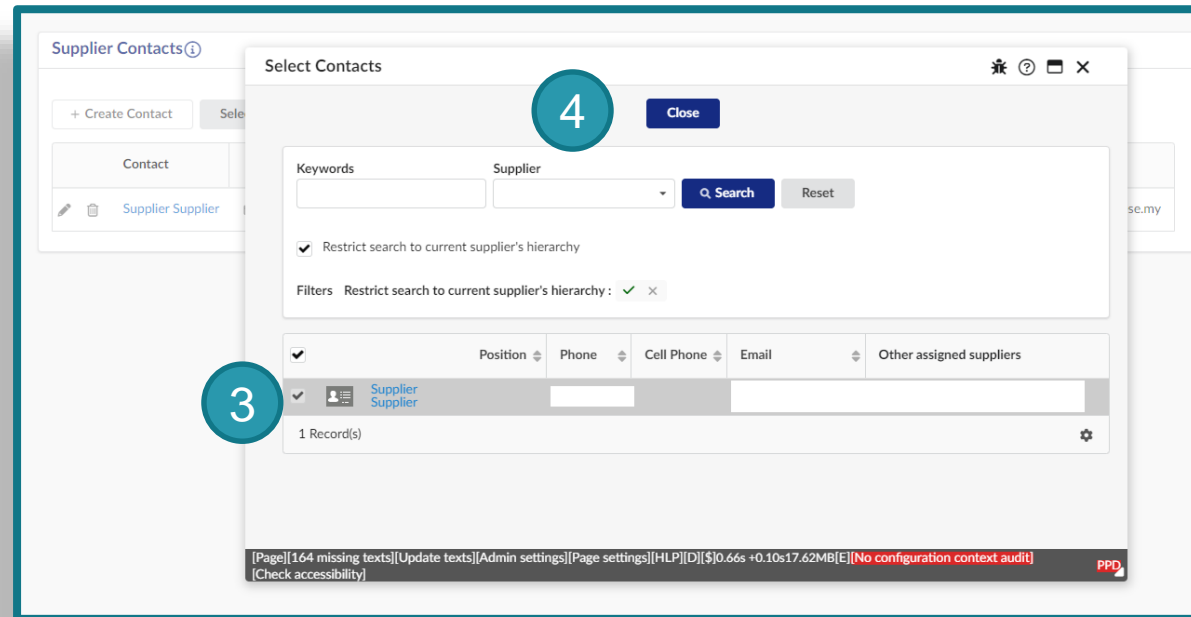 Supplier Contacts
Select Contacts
4
Close
+ Create Contact
Sele
Keywords
Supplier
Search
Reset
Contact
Supplier Supplier
se.my
Restrict search to current supplier's hierarchy
Filters Restrict search to current supplier's hierarchy :
Position
Phone
Cell Phone
Email
Other assigned suppliers
3
Supplier
Supplier
1 Record(s)
[Page][164 missing texts][Update texts][Admin settings][Page settings][HLP][D][$]0.66s +0.10s17.62MB[E][No configuration context audit]
PPD
[Check accessibility]